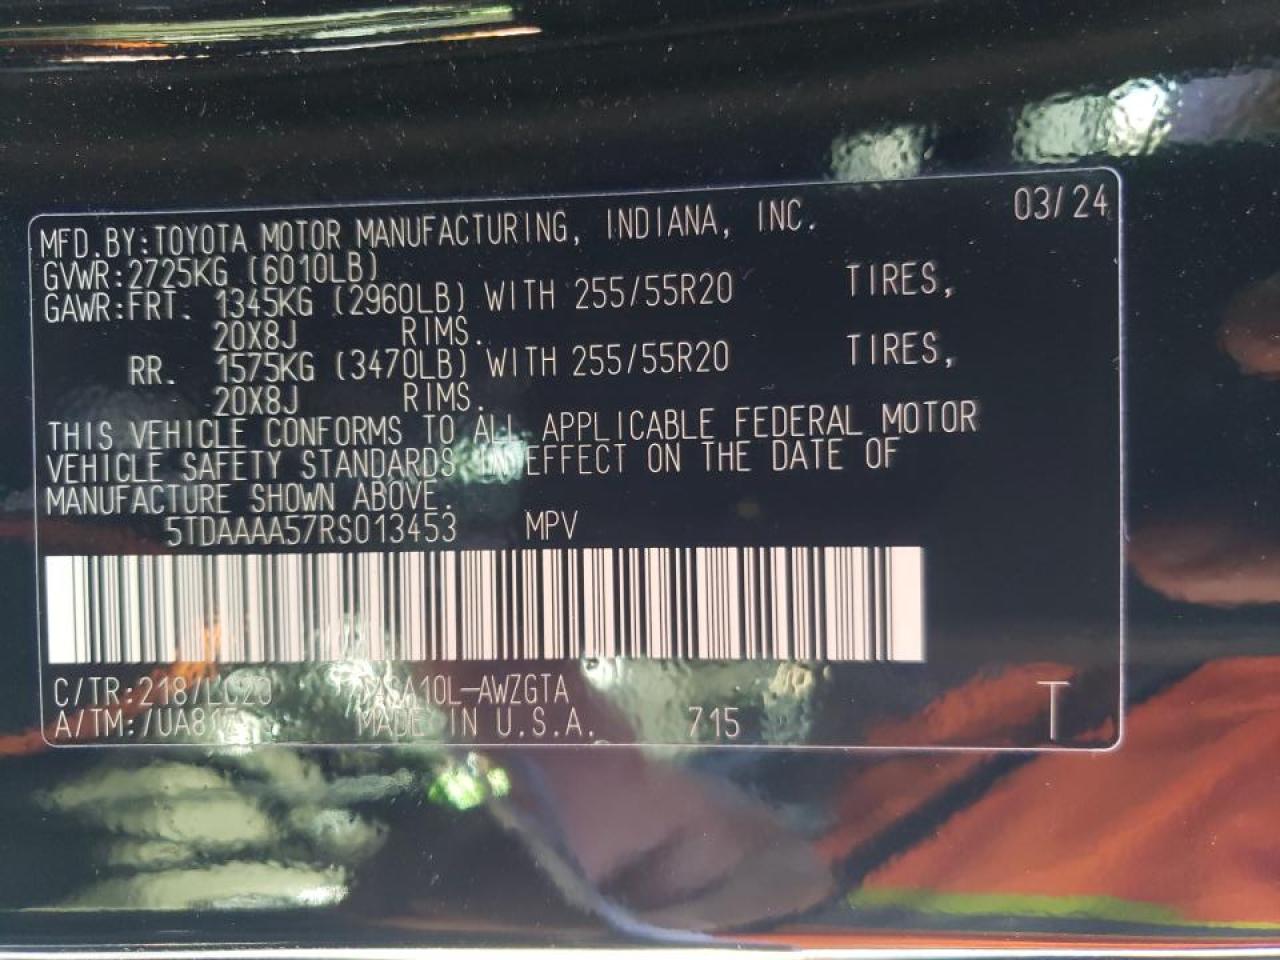 MFD.BY:TOYOTA MOTOR MANUFACTURING, INDIANA, INC. 03/24
GVWR:2725KG (6010LB)
GAWR:FRT. 1345KG (2960LB) WITH 255/55R20 TIRES,
20X8J RIMS.
RR. 1575KG (3470LB) WITH 255/55R20 TIRES,
20X8J RIMS.
THIS VEHICLE CONFORMS TO ALL APPLICABLE FEDERAL MOTOR
VEHICLE SAFETY STANDARDS IN EFFECT ON THE DATE OF
MANUFACTURE SHOWN ABOVE.
5TDAAAA57RS013453 MPV
C/TR:218/LC20
A/TM: MADE IN U.S.A. 715 T